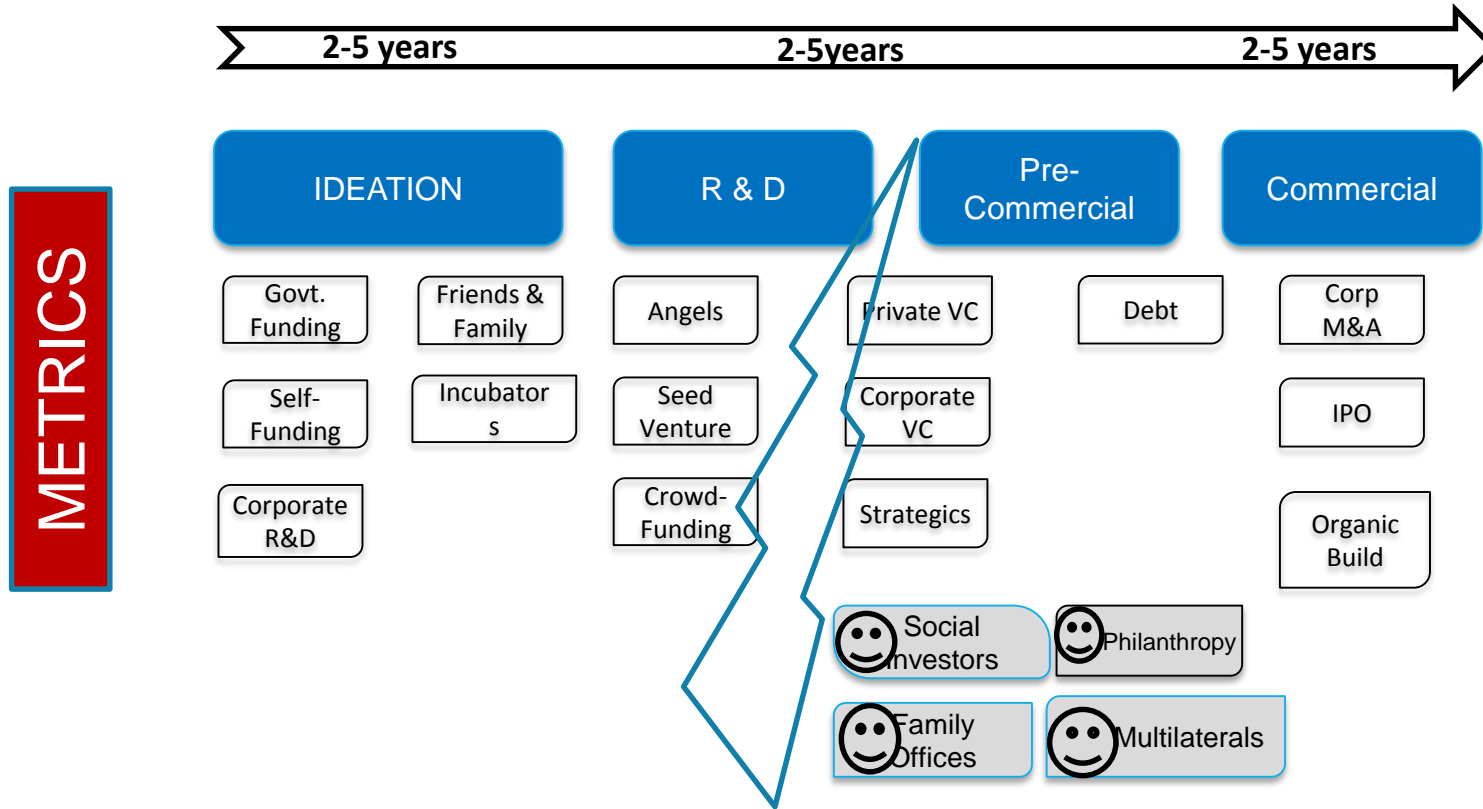 2-5 years
2-5years
2-5 years
IDEATION
R & D
Pre-
Commercial
Commercial
METRICS
Govt.
Funding
Friends &
Family
Angels
Private VC
Debt
Corp
M&A
Self-
Funding
Incubator
s
Seed
Venture
Corporate
VC
IPO
Corporate
R&D
Crowd-
Funding
Strategics
Organic
Build
Social
Investors
Philanthropy
Family
Offices
Multilaterals